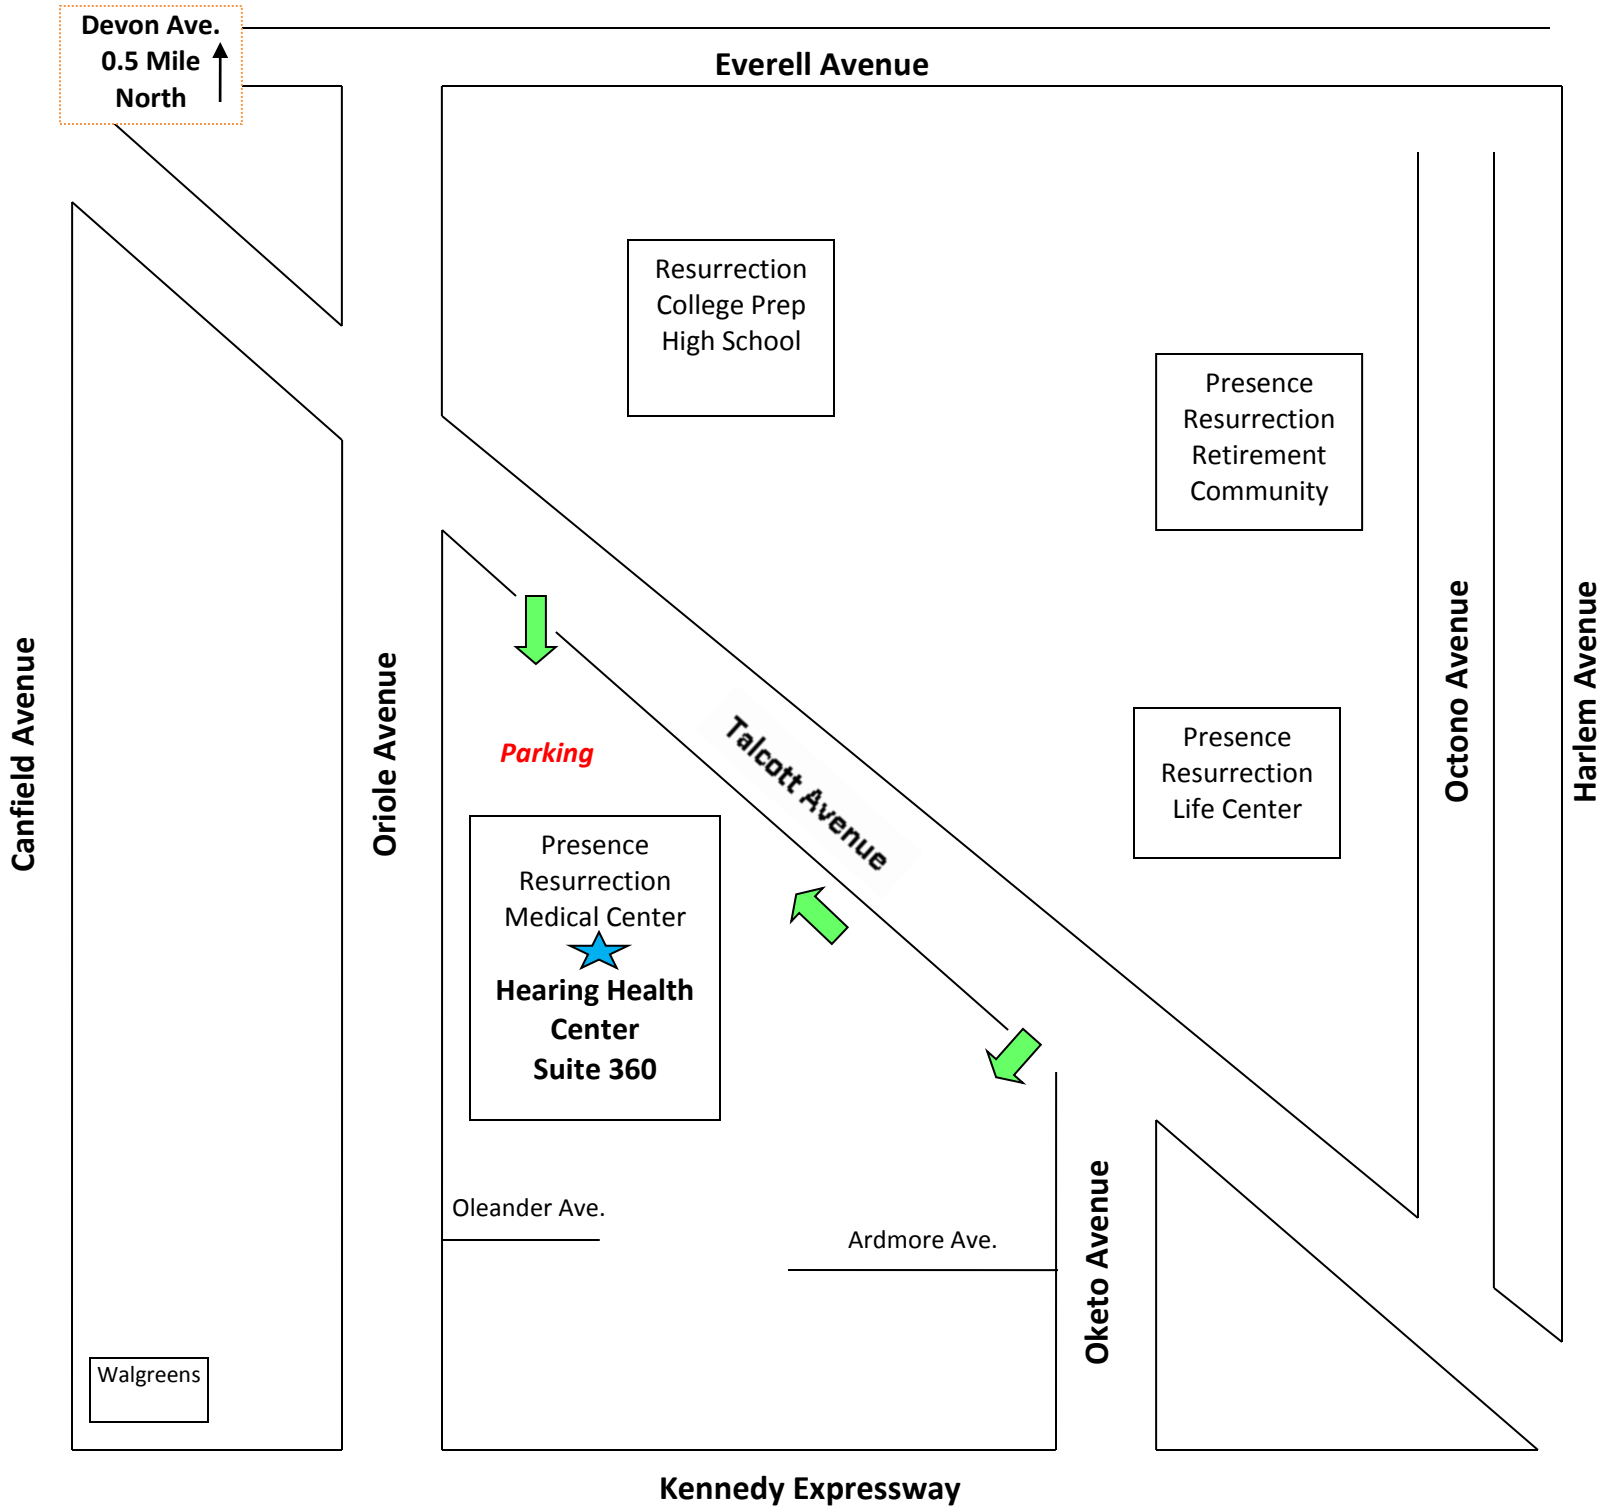 Devon Ave.
0.5 Mile
North
Everell Avenue
Resurrection
College Prep
High School
Presence
Resurrection
Retirement
Community
Canfield Avenue
Oriole Avenue
Octono Avenue
Harlem Avenue
Parking
Talcott Avenue
Presence
Resurrection
Life Center
Presence
Resurrection
Medical Center
Hearing Health
Center
Suite 360
Oleander Ave.
Ardmore Ave.
Oketo Avenue
Walgreens
Kennedy Expressway